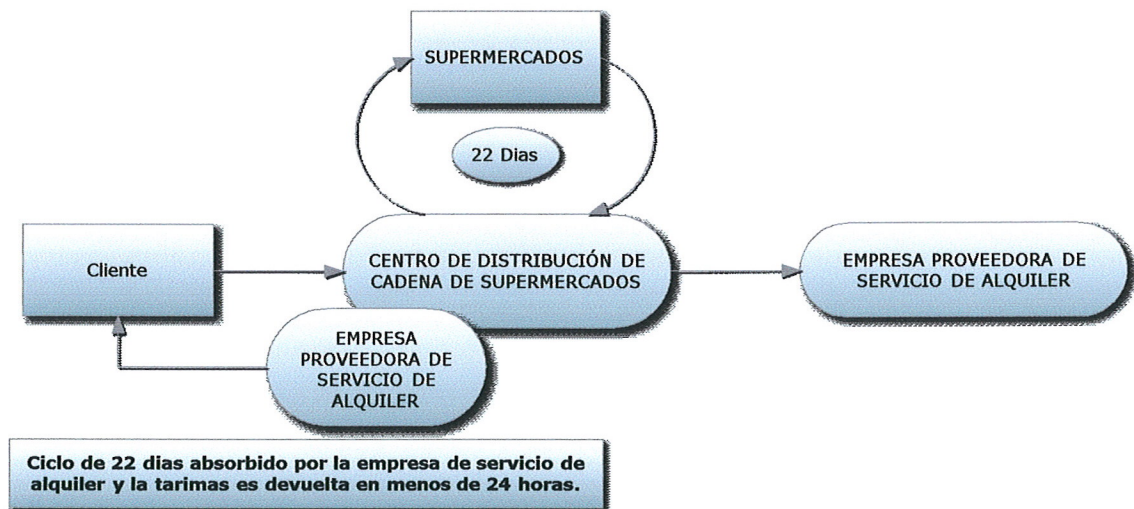 SUPERMERCADOS
22 Dias
Cliente
CENTRO DE DISTRIBUCIÓN DE
CADENA DE SUPERMERCADOS
EMPRESA PROVEEDORA DE
SERVICIO DE ALQUILER
EMPRESA
PROVEEDORA DE
SERVICIO DE
ALQUILER
Ciclo de 22 dias absorbido por la empresa de servicio de
alquiler y la tarimas es devuelta en menos de 24 horas.